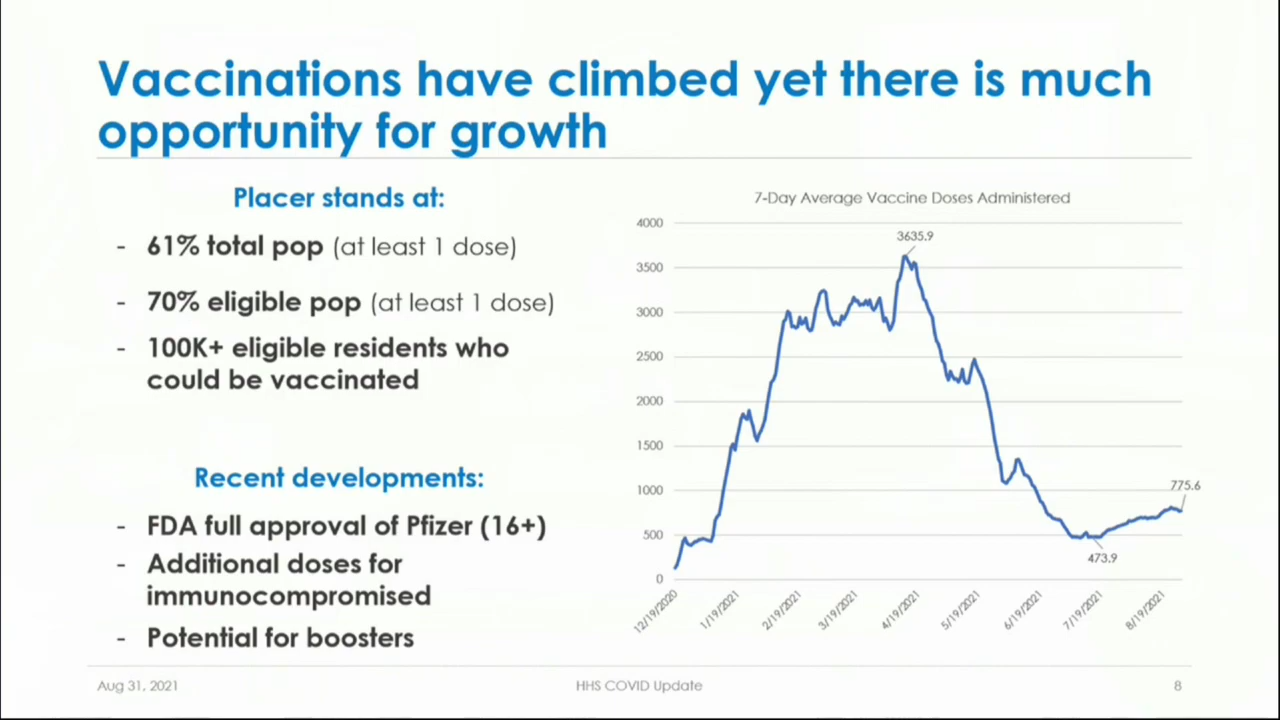 Vaccinations have climbed yet there is much
opportunity for growth
Placer stands at:
- 61% total pop (at least 1 dose)
- 70% eligible pop (at least 1 dose)
- 100K+ eligible residents who
could be vaccinated
Recent developments:
- FDA full approval of Pfizer (16+)
- Additional doses for
immunocompromised
- Potential for boosters
7-Day Average Vaccine Doses Administered
4000
3635.9
3500
3000
2500
2000
1500
1000
775.6
500
473.9
0
12/19/2020
1/19/2021
2/19/2021
3/19/2021
4/19/2021
5/19/2021
6/19/2021
7/19/2021
8/19/2021
Aug 31, 2021
HHS COVID Update
8